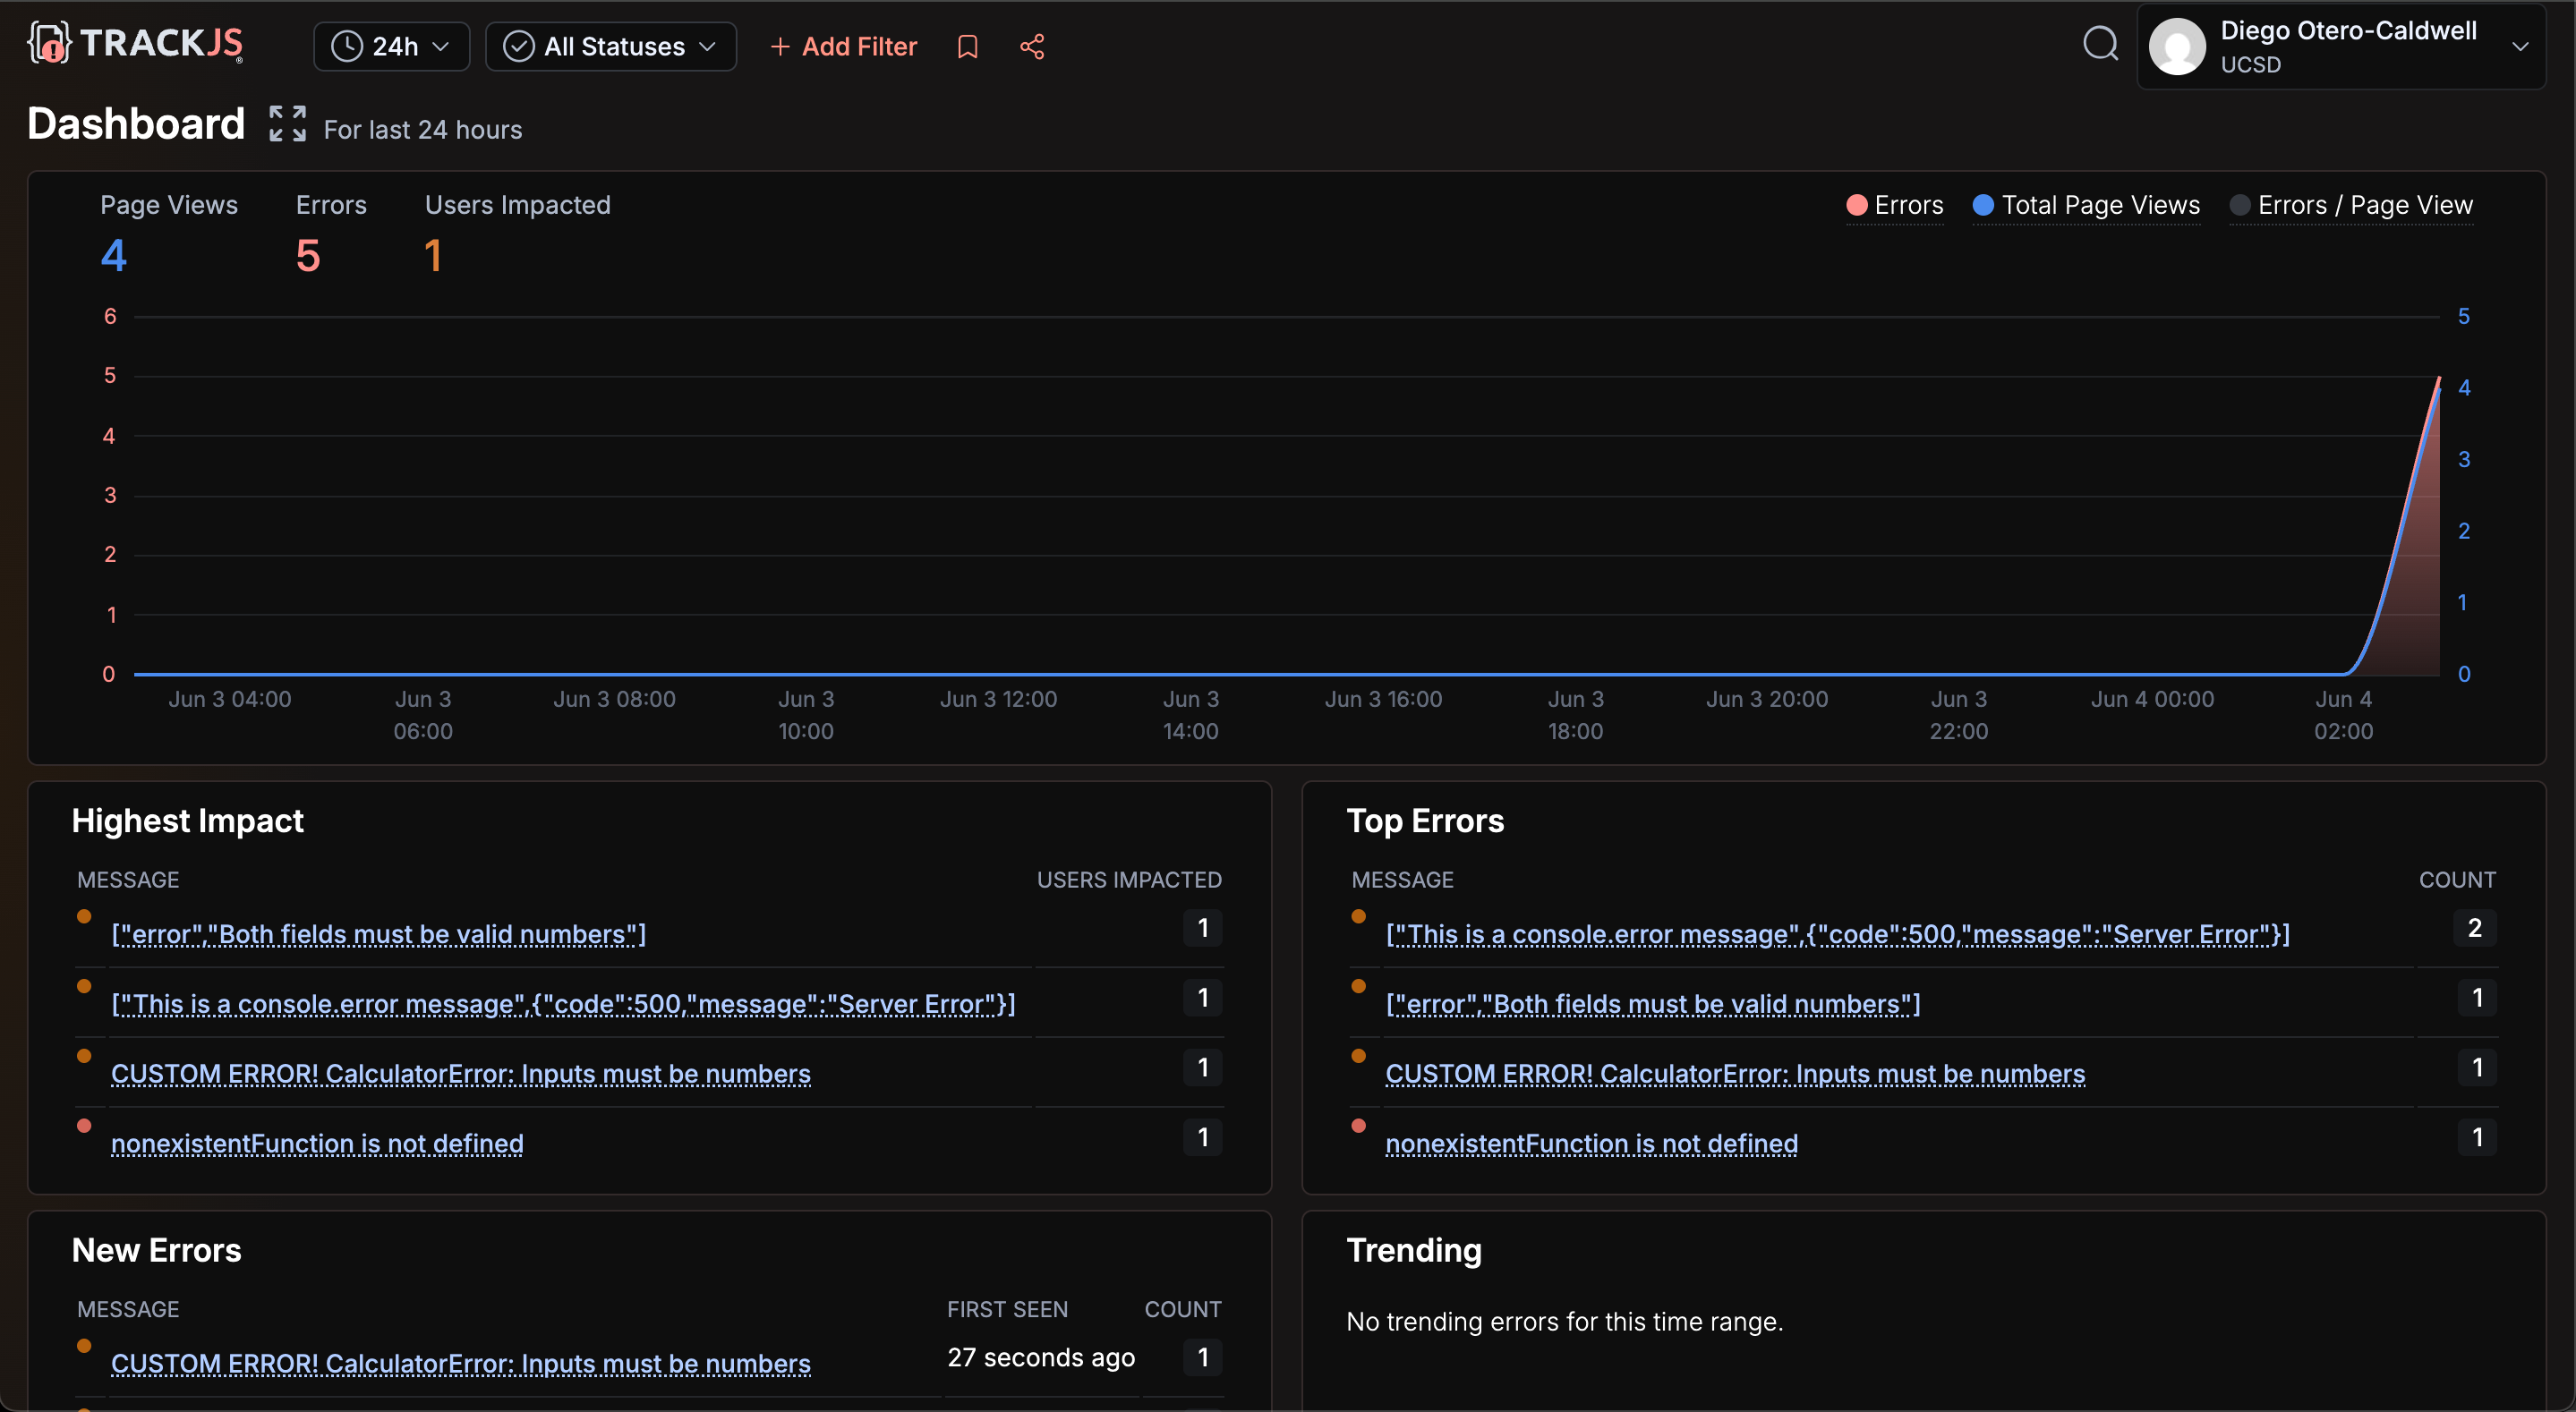 TRACKJS
24h
All Statuses
+ Add Filter
Diego Otero-Caldwell
UCSD
Dashboard
For last 24 hours
Page Views
Errors
Users Impacted
4
5
1
Errors
Total Page Views
Errors / Page View
6
5
4
3
2
1
0
5
4
3
2
1
0
Jun 3 04:00
Jun 3
06:00
Jun 3 08:00
Jun 3
10:00
Jun 3 12:00
Jun 3
14:00
Jun 3 16:00
Jun 3
18:00
Jun 3 20:00
Jun 3
22:00
Jun 4 00:00
Jun 4
02:00
Highest Impact
MESSAGE USERS IMPACTED
["error","Both fields must be valid numbers"] 1
["This is a console.error message",{"code":500,"message":"Server Error"}] 1
CUSTOM ERROR! CalculatorError: Inputs must be numbers 1
nonexistentFunction is not defined 1
Top Errors
MESSAGE COUNT
["This is a console.error message",{"code":500,"message":"Server Error"}] 2
["error","Both fields must be valid numbers"] 1
CUSTOM ERROR! CalculatorError: Inputs must be numbers 1
nonexistentFunction is not defined 1
New Errors
MESSAGE FIRST SEEN COUNT
CUSTOM ERROR! CalculatorError: Inputs must be numbers 27 seconds ago 1
Trending
No trending errors for this time range.